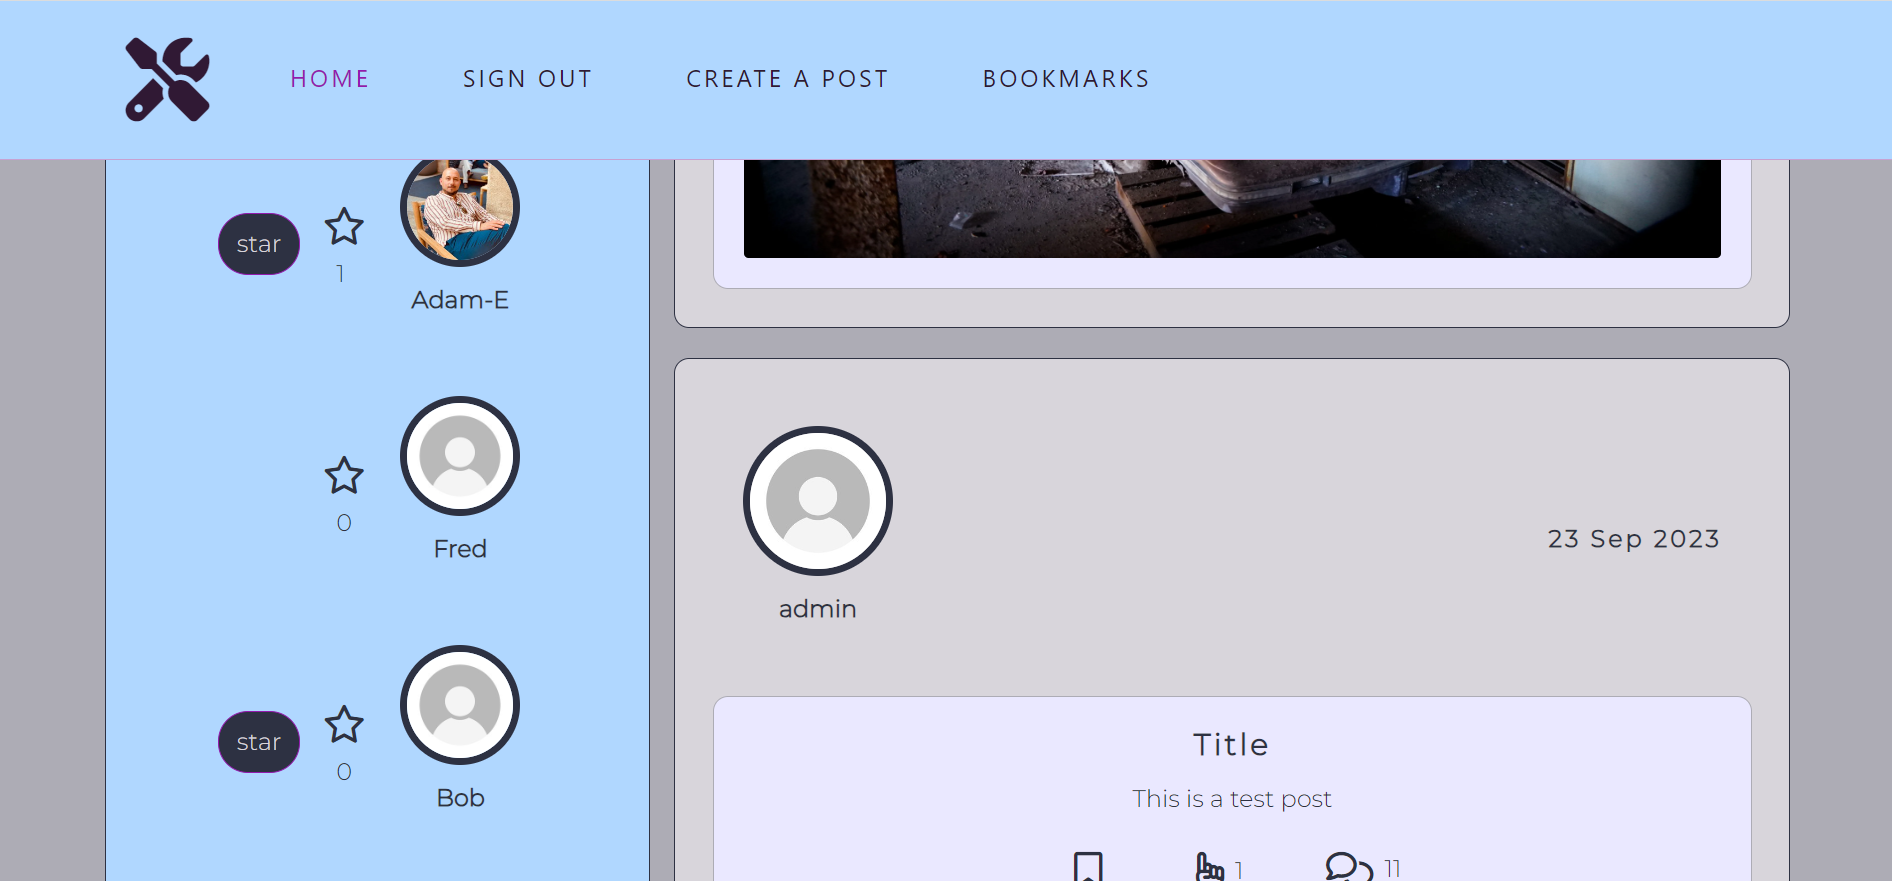 HOME
SIGN OUT
CREATE A POST
BOOKMARKS
star
1
Adam-E
0
Fred
star
0
Bob
admin
23 Sep 2023
Title
This is a test post
1
11